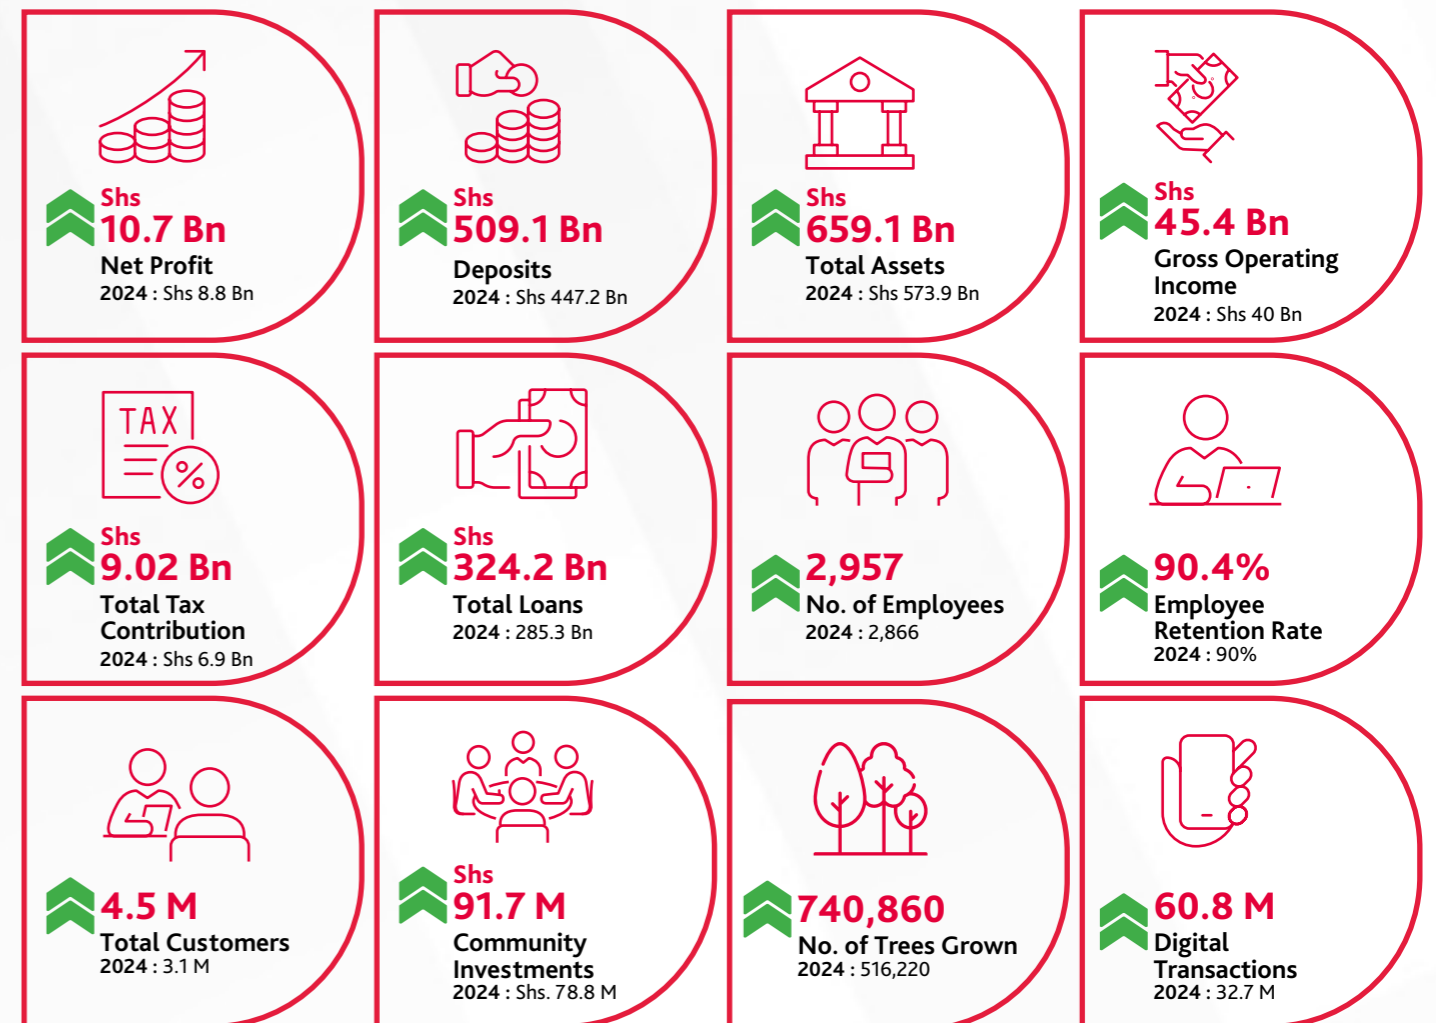 Shs
10.7 Bn
Net Profit
2024 : Shs 8.8 Bn
Shs
509.1 Bn
Deposits
2024 : Shs 447.2 Bn
Shs
659.1 Bn
Total Assets
2024 : Shs 573.9 Bn
Shs
45.4 Bn
Gross Operating
Income
2024 : Shs 40 Bn
TAX
%
Shs
9.02 Bn
Total Tax
Contribution
2024 : Shs 6.9 Bn
Shs
324.2 Bn
Total Loans
2024 : 285.3 Bn
2,957
No. of Employees
2024 : 2,866
90.4%
Employee
Retention Rate
2024 : 90%
4.5 M
Total Customers
2024 : 3.1 M
Shs
91.7 M
Community
Investments
2024 : Shs. 78.8 M
740,860
No. of Trees Grown
2024 : 516,220
60.8 M
Digital
Transactions
2024 : 32.7 M